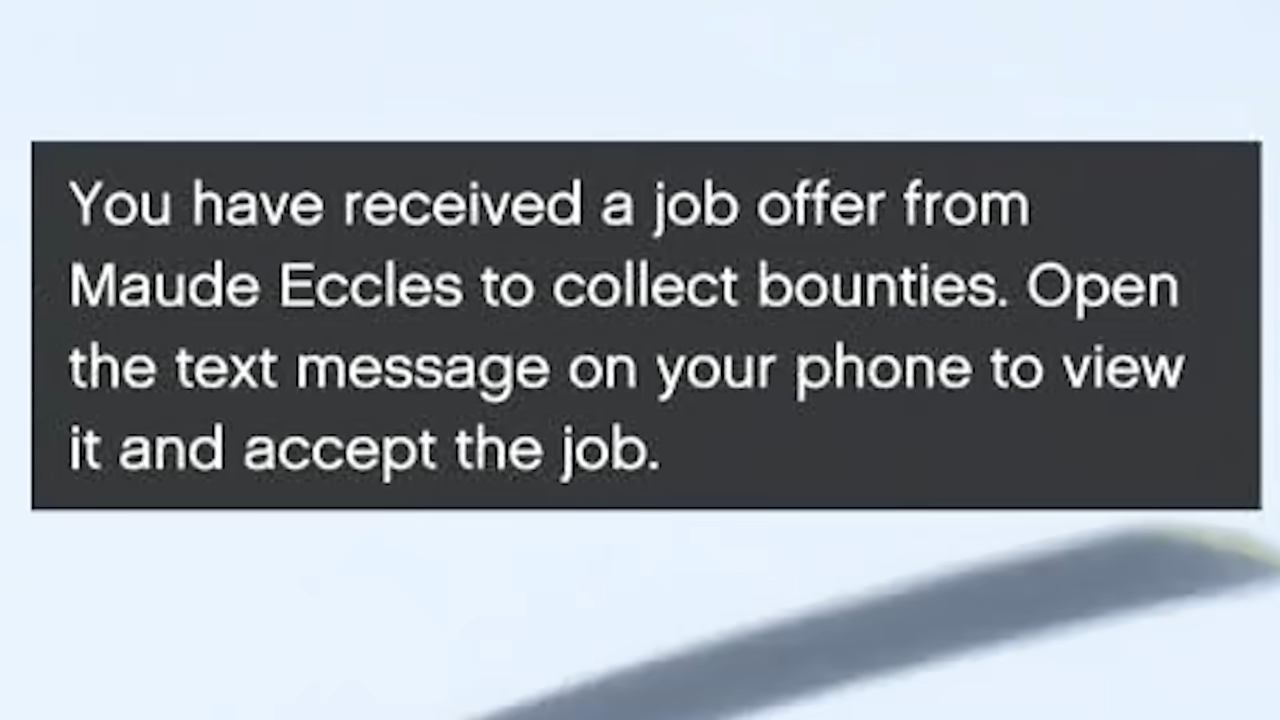 You have received a job offer from
Maude Eccles to collect bounties. Open
the text message on your phone to view
it and accept the job.